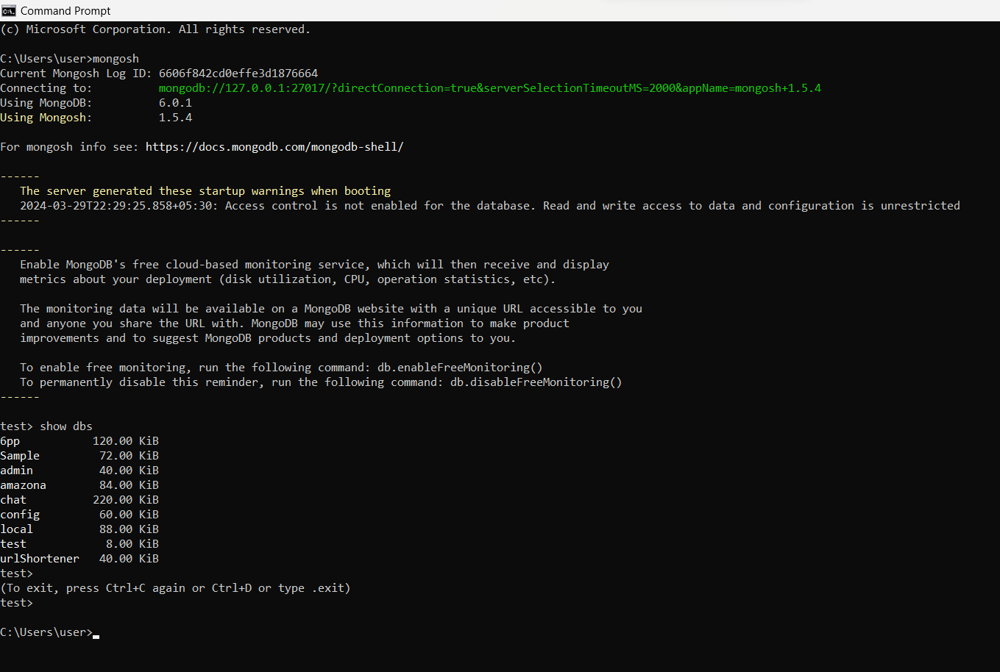 Command Prompt
(c) Microsoft Corporation. All rights reserved.
C:\Users\user>mongosh
Current Mongosh Log ID: 6606f842cd0effe3d1876664
Connecting to: mongodb://127.0.0.1:27017/?directConnection=true&serverSelectionTimeoutMS=2000&appName=mongosh+1.5.4
Using MongoDB: 6.0.1
Using Mongosh: 1.5.4
For mongosh info see: https://docs.mongodb.com/mongodb-shell/
------
The server generated these startup warnings when booting
2024-03-29T22:29:25.858+05:30: Access control is not enabled for the database. Read and write access to data and configuration is unrestricted
------
------
Enable MongoDB's free cloud-based monitoring service, which will then receive and display
metrics about your deployment (disk utilization, CPU, operation statistics, etc).
The monitoring data will be available on a MongoDB website with a unique URL accessible to you
and anyone you share the URL with. MongoDB may use this information to make product
improvements and to suggest MongoDB products and deployment options to you.
To enable free monitoring, run the following command: db.enableFreeMonitoring()
To permanently disable this reminder, run the following command: db.disableFreeMonitoring()
------
test> show dbs
6pp 120.00 KiB
Sample 72.00 KiB
admin 40.00 KiB
amazona 84.00 KiB
chat 220.00 KiB
config 60.00 KiB
local 88.00 KiB
test 8.00 KiB
urlShortener 40.00 KiB
test>
(To exit, press Ctrl+C again or Ctrl+D or type .exit)
test>
C:\Users\user>